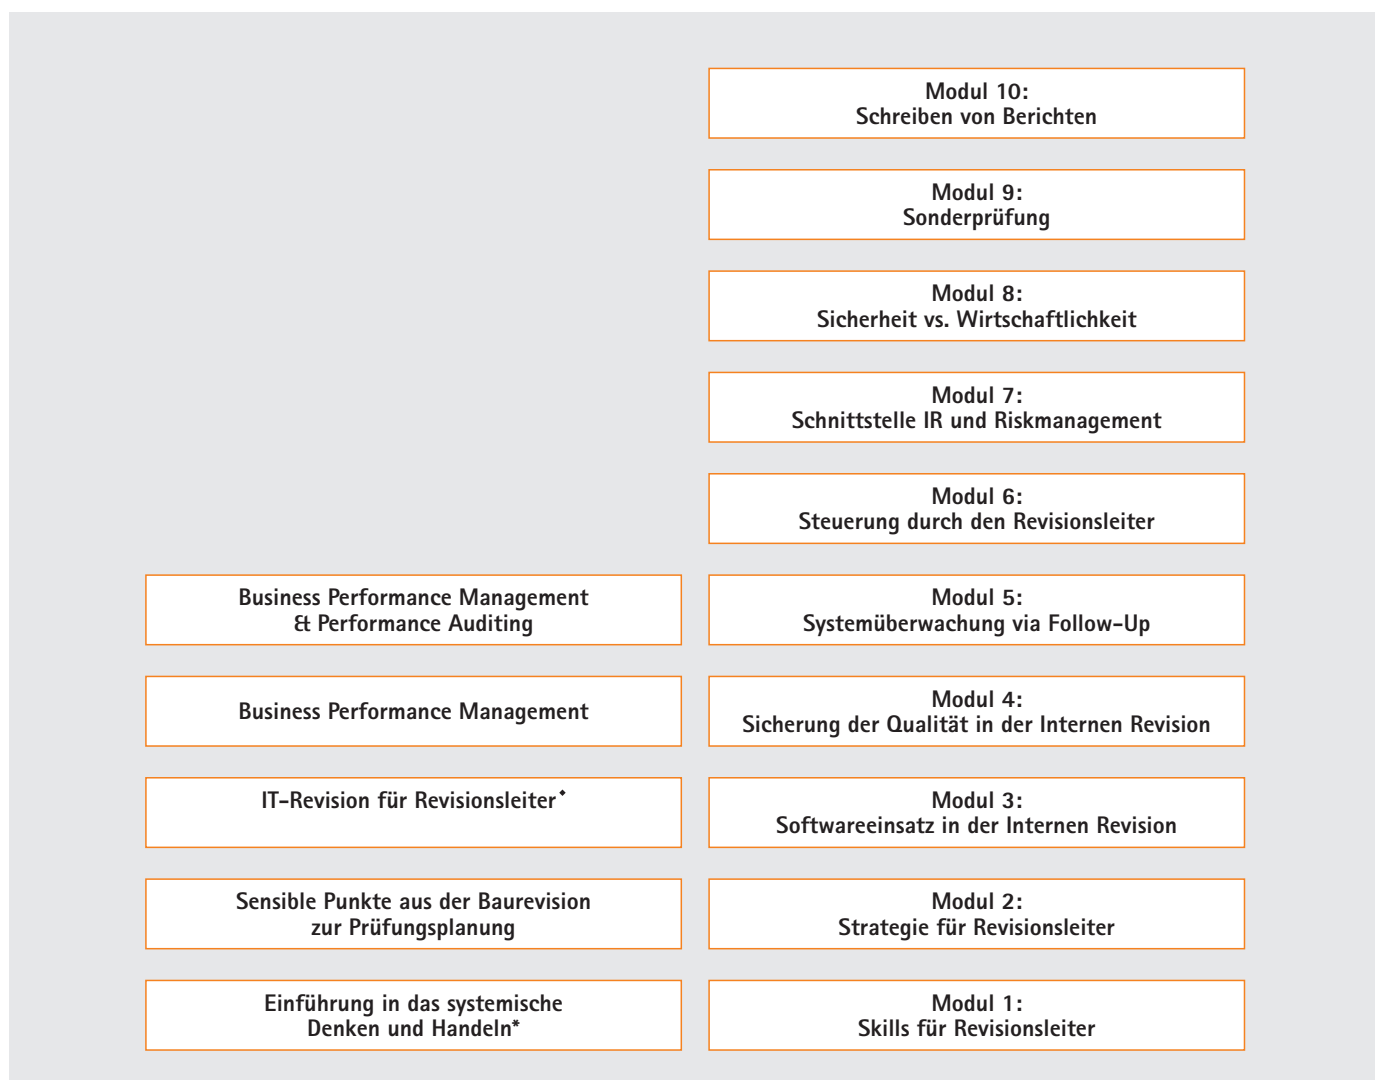 Modul 10:
Schreiben von Berichten
Modul 9:
Sonderprüfung
Modul 8:
Sicherheit vs. Wirtschaftlichkeit
Modul 7:
Schnittstelle IR und Riskmanagement
Modul 6:
Steuerung durch den Revisionsleiter
Business Performance Management
& Performance Auditing
Modul 5:
Systemüberwachung via Follow-Up
Business Performance Management
Modul 4:
Sicherung der Qualität in der Internen Revision
IT-Revision für Revisionsleiter⬥
Modul 3:
Softwareeinsatz in der Internen Revision
Sensible Punkte aus der Baurevision
zur Prüfungsplanung
Modul 2:
Strategie für Revisionsleiter
Einführung in das systemische
Denken und Handeln*
Modul 1:
Skills für Revisionsleiter